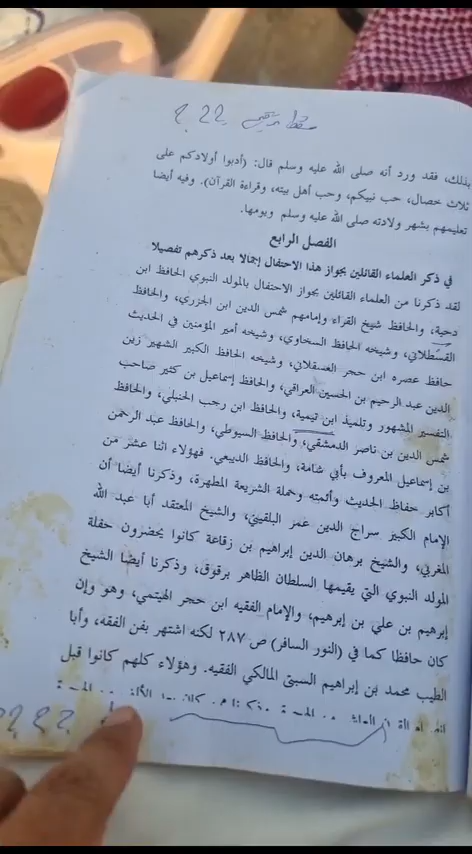 بذلك، فقد ورد أنه صلى الله عليه وسلم قال: (أدبوا أولادكم على
ثلاث خصال، حب نبيكم، وحب أهل بيته، وقراءة القرآن). وفيه أيضا
تعليمهم بشهر ولادته صلى الله عليه وسلم ويومها.
الفصل الرابع
في ذكر العلماء القائلين بجواز هذا الاحتفال إجمالا بعد ذكرهم تفصيلا
لقد ذكرنا من العلماء القائلين بجواز الاحتفال بالمولد النبوي الحافظ ابن
دحية، والحافظ شيخ القراء وإمامهم شمس الدين ابن الجزري، والحافظ
القسطلاني، وشيخه الحافظ السخاوي، وشيخه أمير المؤمنين في الحديث
حافظ عصره ابن حجر العسقلاني، وشيخه الحافظ الكبير الشهير زين
الدين عبد الرحيم بن الحسين العراقي، والحافظ إسماعيل بن كثير صاحب
التفسير المشهور وتلميذ ابن تيمية، والحافظ ابن رجب الحنبلي، والحافظ
شمس الدين بن ناصر الدمشقي، والحافظ السيوطي، والحافظ عبد الرحمن
بن إسماعيل المعروف بأبي شامة، والحافظ الديبعي. فهؤلاء اثنا عشر من
أكابر حفاظ الحديث وأئمته وحملة الشريعة المطهرة، وذكرنا أيضا أن
الإمام الكبير سراج الدين عمر البلقيني، والشيخ المعتقد أبا عبد الله
المغربي، والشيخ برهان الدين إبراهيم بن زقاعة كانوا يحضرون حفلة
المولد النبوي التي يقيمها السلطان الظاهر برقوق، وذكرنا أيضا الشيخ
إبرهيم بن علي بن إبرهيم، والإمام الفقيه ابن حجر الهيتمي، وهو وإن
كان حافظا كما في (النور السافر) ص ٢٨٧ لكنه اشتهر بفن الفقه، وأبا
الطيب محمد بن إبراهيم السبتي المالكي الفقيه. وهؤلاء كلهم كانوا قبل